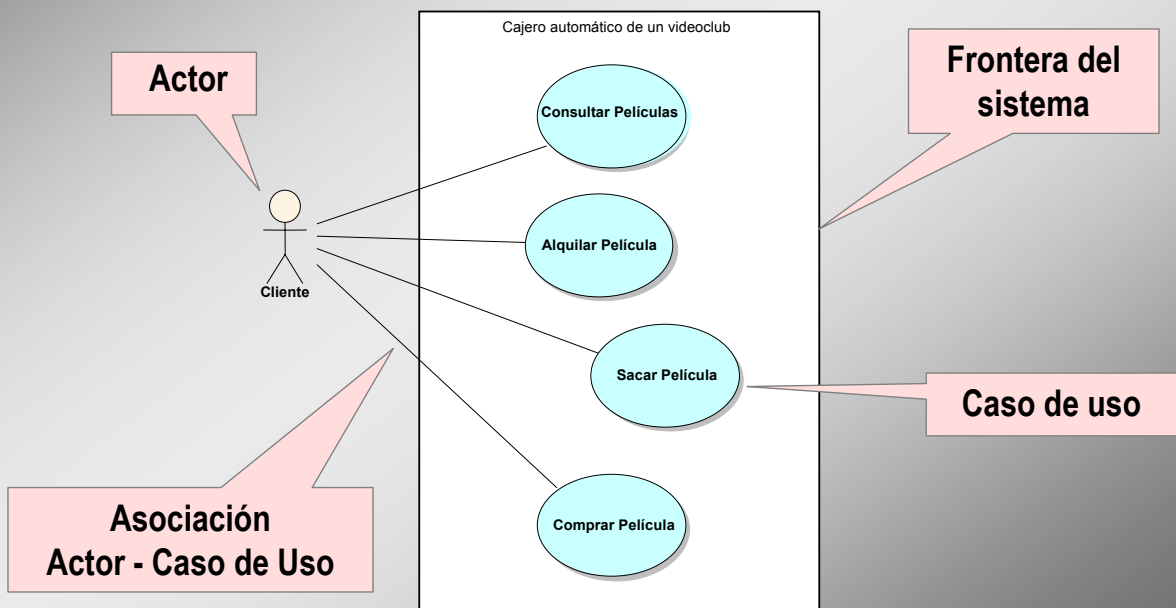 Cajero automático de un videoclub
Actor
Frontera del
sistema
Consultar Películas
Alquilar Película
Cliente
Sacar Película
Caso de uso
Asociación
Actor - Caso de Uso
Comprar Película